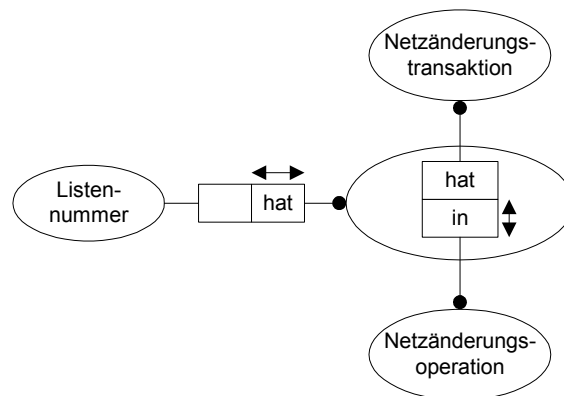 Netzänderungs-
transaktion
Listen-
nummer
hat
hat
in
Netzänderungs-
operation